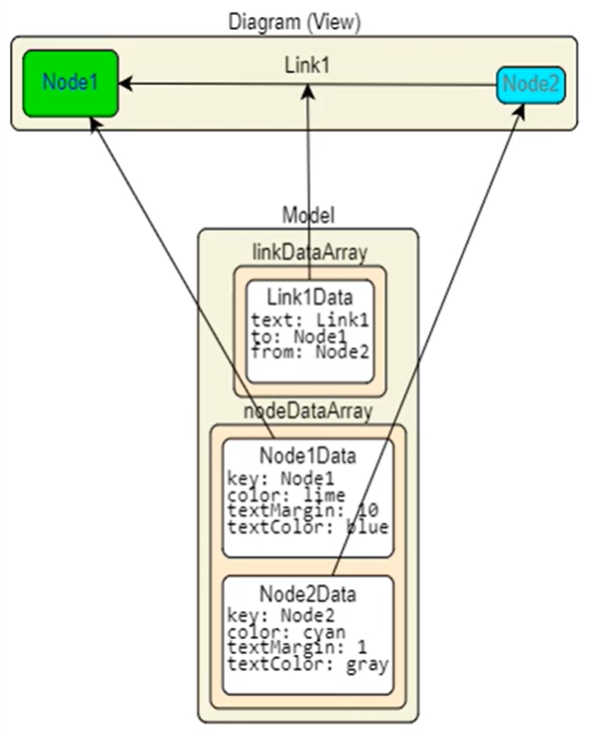 Diagram (View)
Node1
Link1
Node2
Model
linkDataArray
Link1Data
text: Link1
to: Node1
from: Node2
nodeDataArray
Node1Data
key: Node1
color: lime
textMargin: 10
textColor: blue
Node2Data
key: Node2
color: cyan
textMargin: 1
textColor: gray